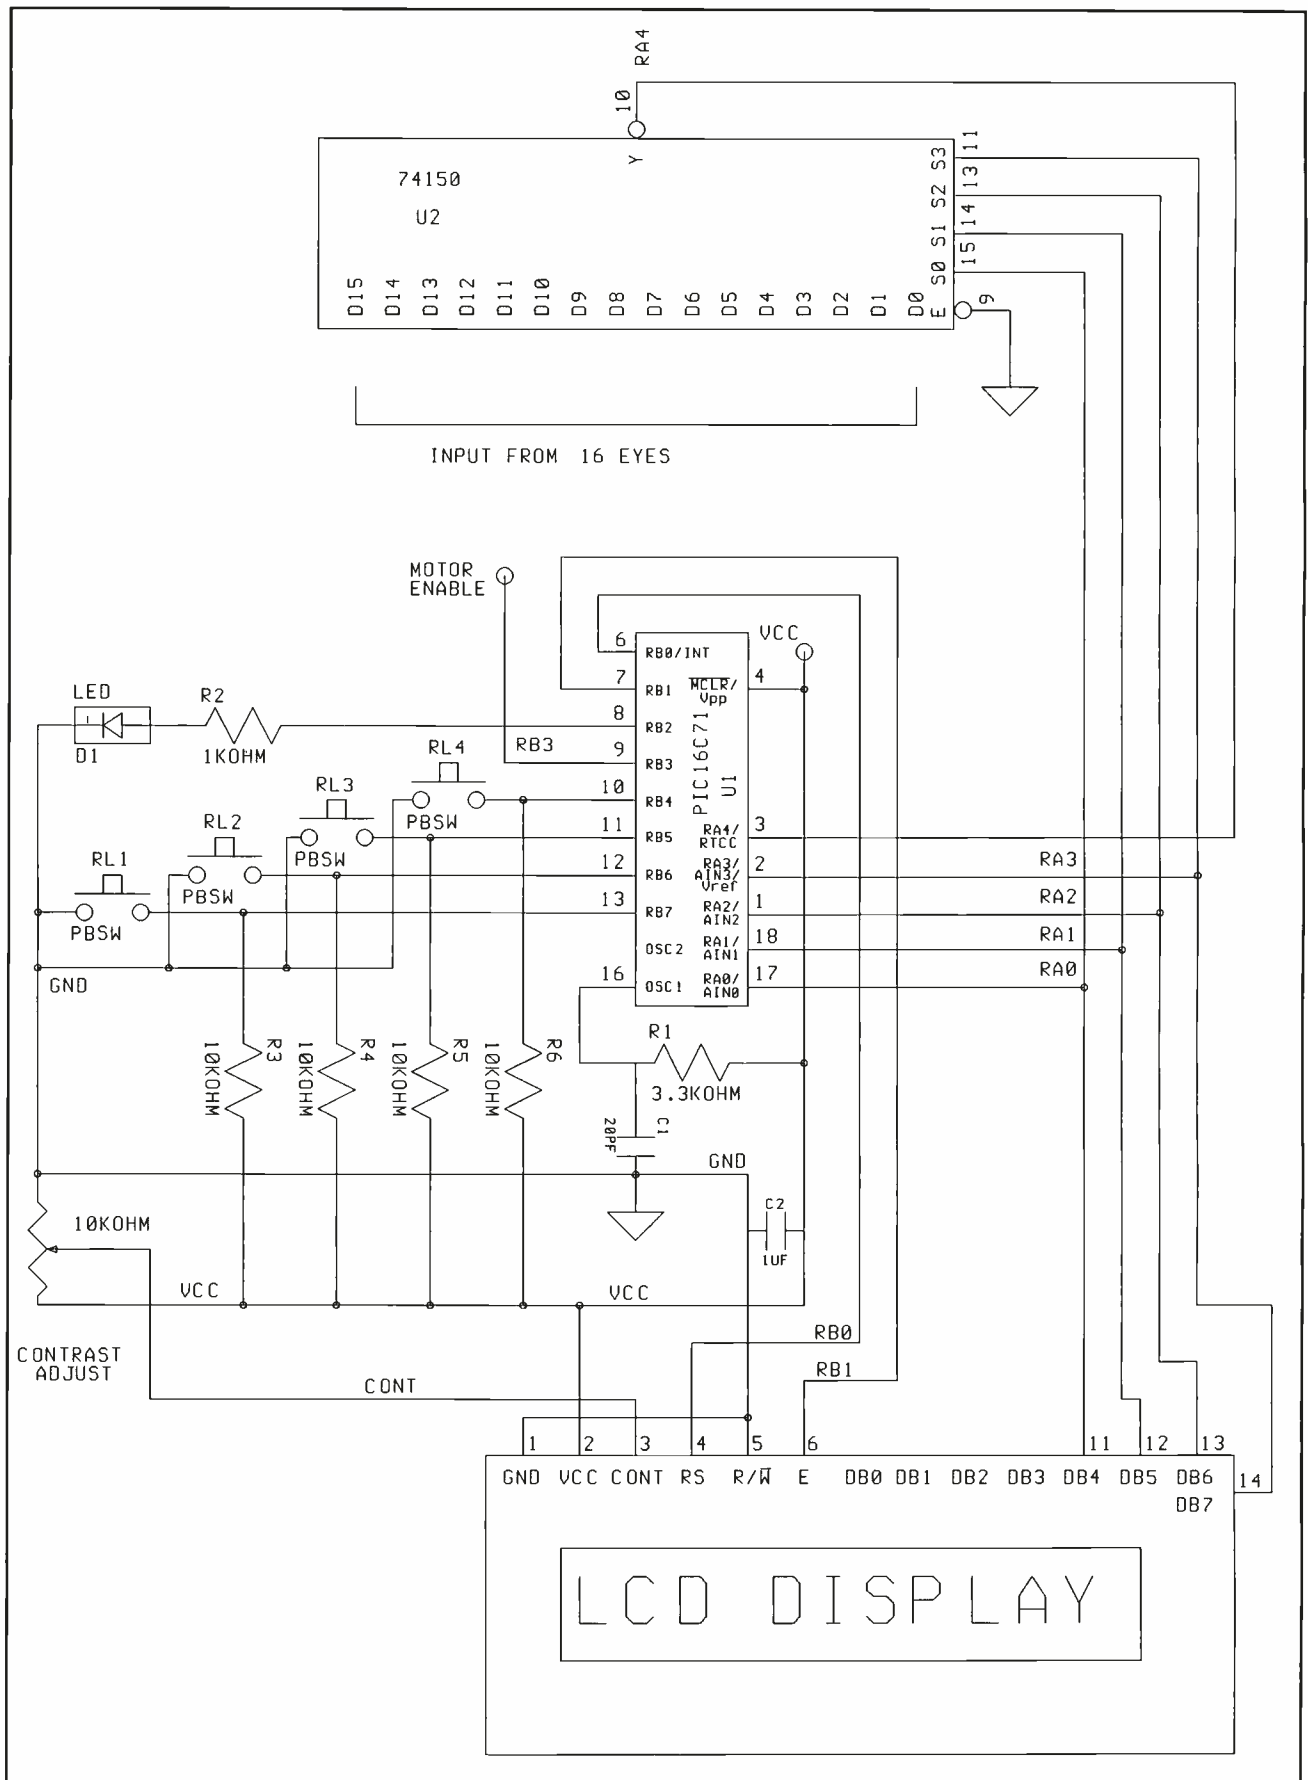 RA4
10
Y
74150
U2
S3 11
S2 13
S1 14
S0 15
E 9
D15 D14 D13 D12 D11 D10 D9 D8 D7 D6 D5 D4 D3 D2 D1 D0
INPUT FROM 16 EYES
MOTOR
ENABLE
VCC
6 RB0/INT
7 RB1
8 RB2
9 RB3
10 RB4
11 RB5
12 RB6
13 RB7
OSC2
16 OSC1
MCLR/
Vpp
4
PIC16C71
U1
RA4/
RTCC
3
RA3/
AIN3/
Vref
2
RA2/
AIN2
1
RA1/
AIN1
18
RA0/
AIN0
17
RB3
RA3
RA2
RA1
RA0
LED
D1
R2
1KOHM
RL4
PBSW
RL3
PBSW
RL2
PBSW
RL1
PBSW
GND
R3
10KOHM
R4
10KOHM
R5
10KOHM
R6
10KOHM
R1
3.3KOHM
C1
20PF
GND
C2
1UF
10KOHM
VCC
VCC
CONTRAST
ADJUST
CONT
RB0
RB1
1 2 3 4 5 6 11 12 13
GND VCC CONT RS R/W̅ E DB0 DB1 DB2 DB3 DB4 DB5 DB6
DB7
14
LCD DISPLAY